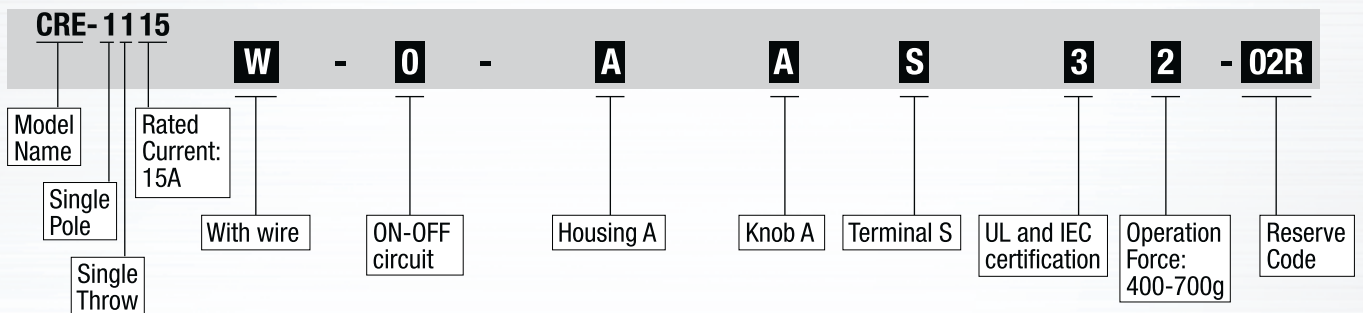 CRE-1115
W - 0 - A A S 3 2 - 02R
Model
Name
Single
Pole
Single
Throw
Rated
Current:
15A
With wire
ON-OFF
circuit
Housing A
Knob A
Terminal S
UL and IEC
certification
Operation
Force:
400-700g
Reserve
Code